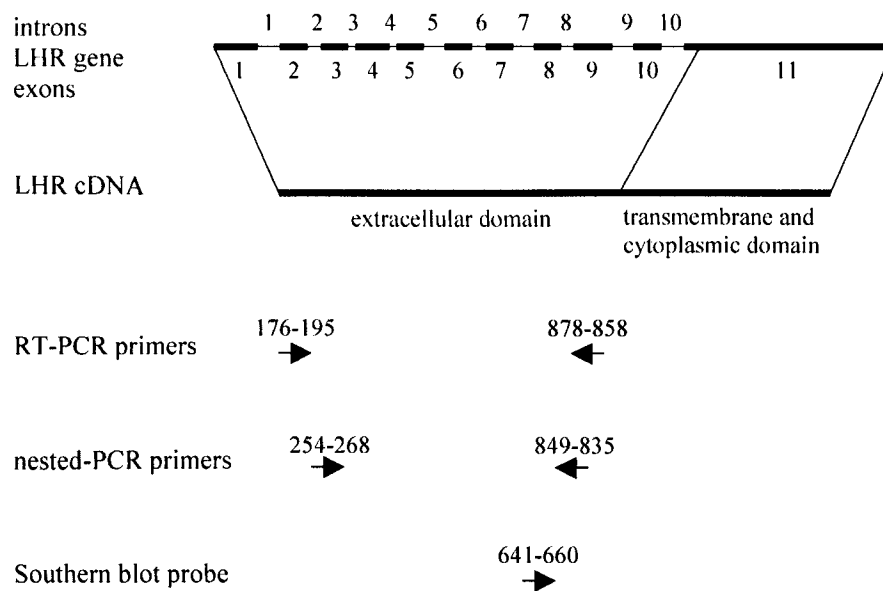 introns 1 2 3 4 5 6 7 8 9 10
LHR gene
exons 1 2 3 4 5 6 7 8 9 10 11
LHR cDNA
extracellular domain
transmembrane and
cytoplasmic domain
176-195 878-858
RT-PCR primers
254-268 849-835
nested-PCR primers
641-660
Southern blot probe